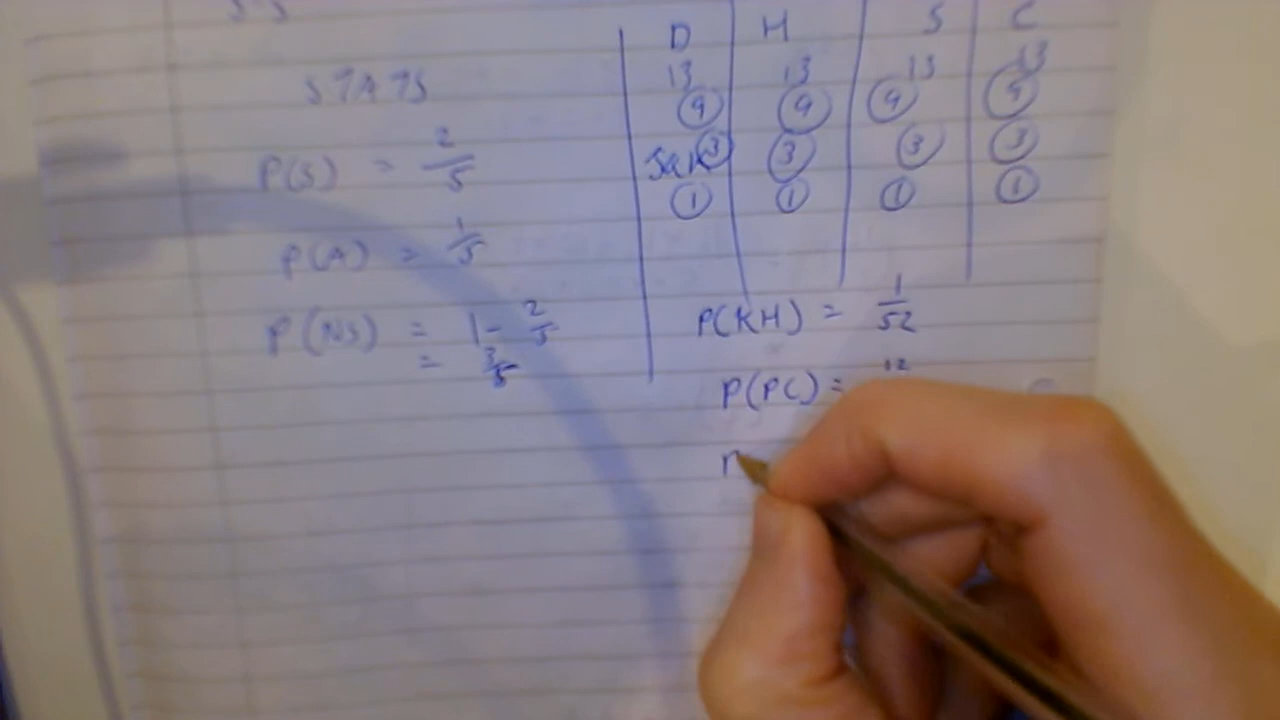 STATS
P(S) = 2/5
P(A) = 1/5
P(NS) = 1 - 2/5
= 3/5
D H S C
13 13 13 13
9 9 9 9
3 3 3 3
1 1 1 1
P(KH) = 1/52
P(PC) = 12